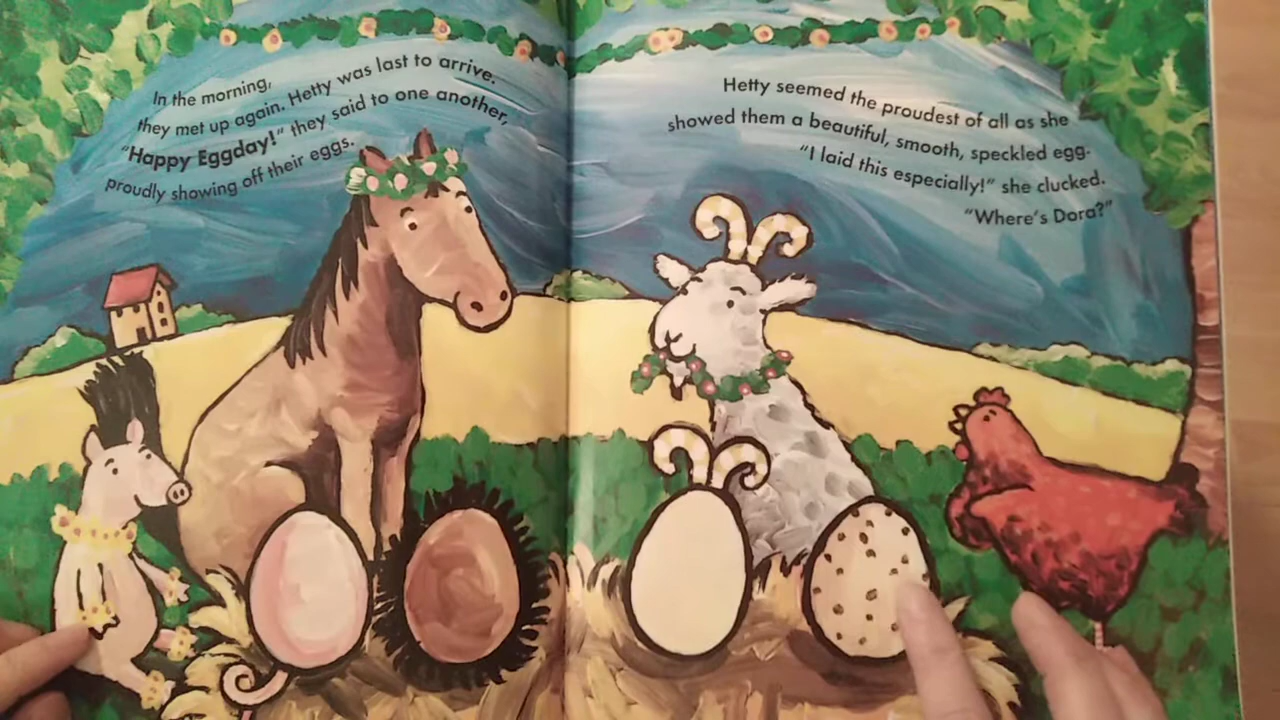 In the morning,
they met up again. Hetty was last to arrive.
"Happy Eggday!" they said to one another,
proudly showing off their eggs.
Hetty seemed the proudest of all as she
showed them a beautiful, smooth, speckled egg.
"I laid this especially!" she clucked.
"Where's Dora?"